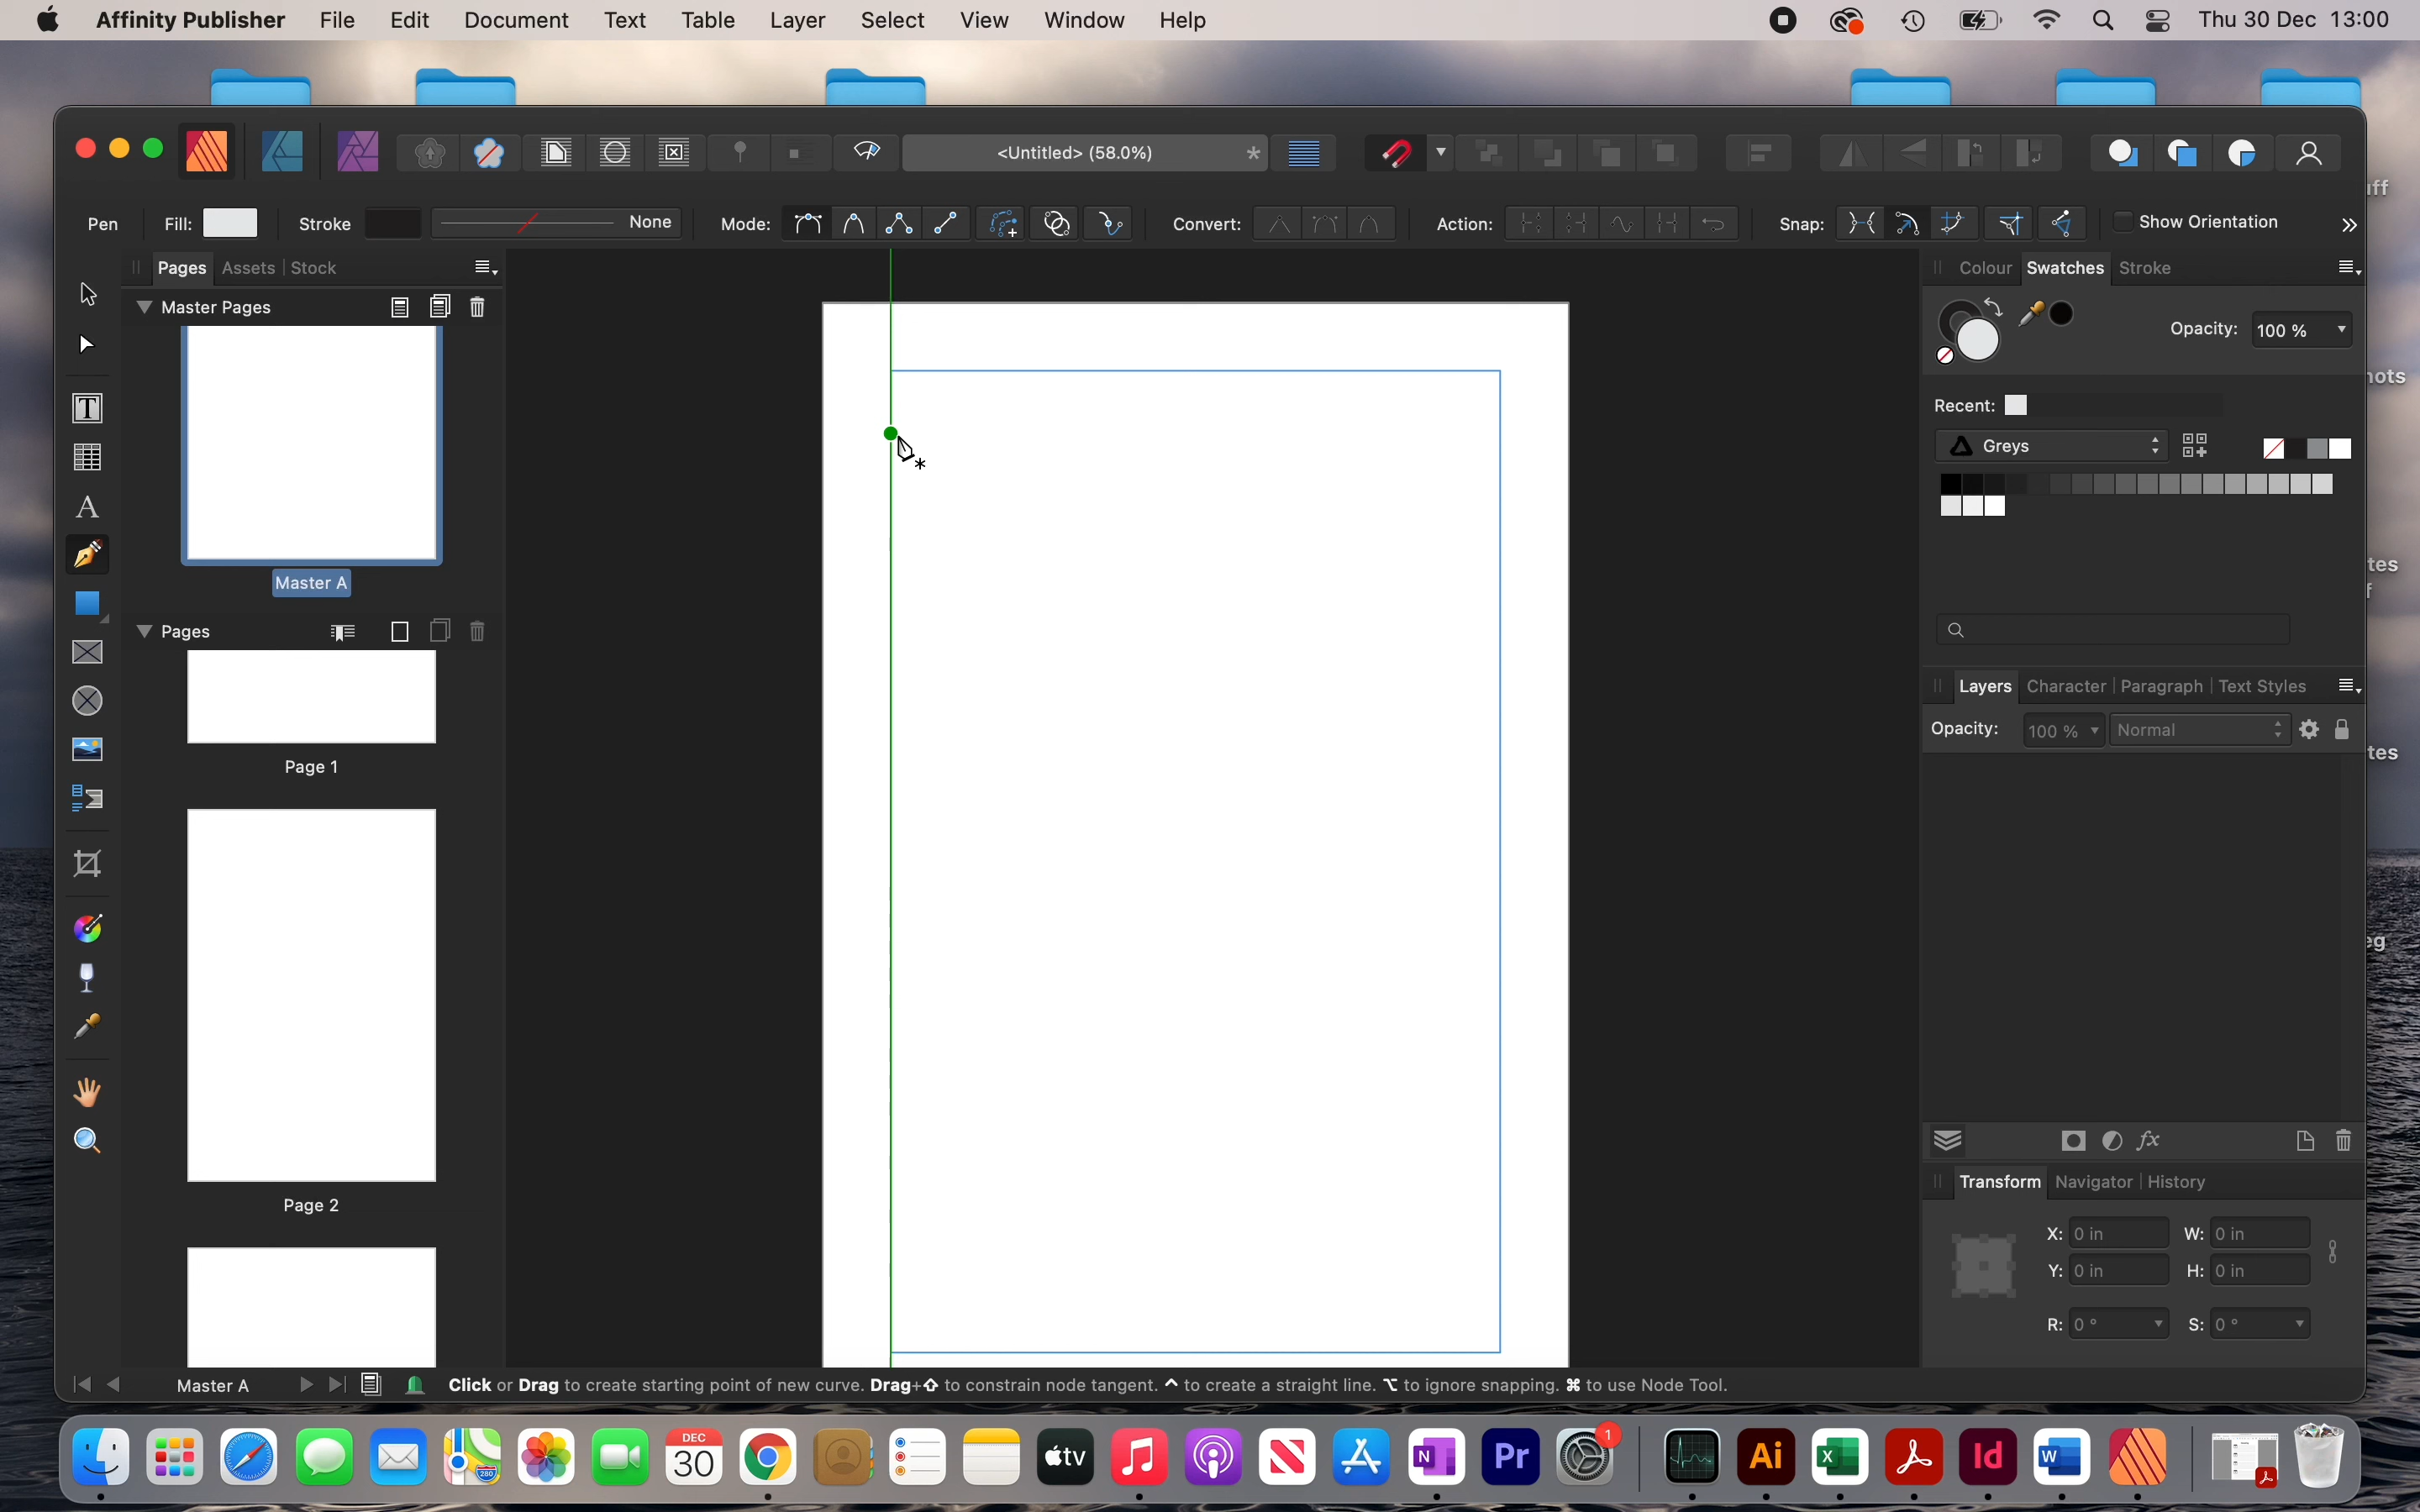 Affinity Publisher File Edit Document Text Table Layer Select View Window Help Thu 30 Dec 13:00
<Untitled> (58.0%) *
Pen Fill: Stroke None Mode: Convert: Action: Snap: Show Orientation
Pages Assets Stock
Master Pages
Master A
Pages
Page 1
Page 2
Colour Swatches Stroke
Opacity: 100 %
Recent:
Greys
Layers Character Paragraph Text Styles
Opacity: 100 % Normal
fx
Transform Navigator History
X: 0 in W: 0 in
Y: 0 in H: 0 in
R: 0 ° S: 0 °
Master A Click or Drag to create starting point of new curve. Drag+⇧ to constrain node tangent. ^ to create a straight line. ⌥ to ignore snapping. ⌘ to use Node Tool.
280
DEC
30
tv
N
Pr
1
Ai
X
Id
W